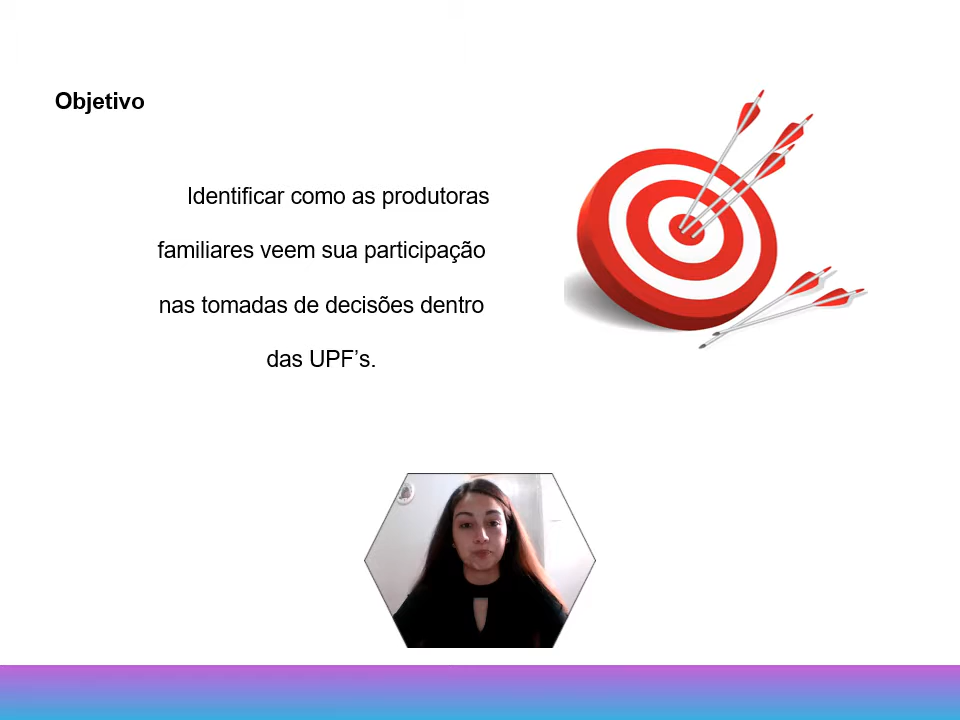 Objetivo
Identificar como as produtoras
familiares veem sua participação
nas tomadas de decisões dentro
das UPF’s.